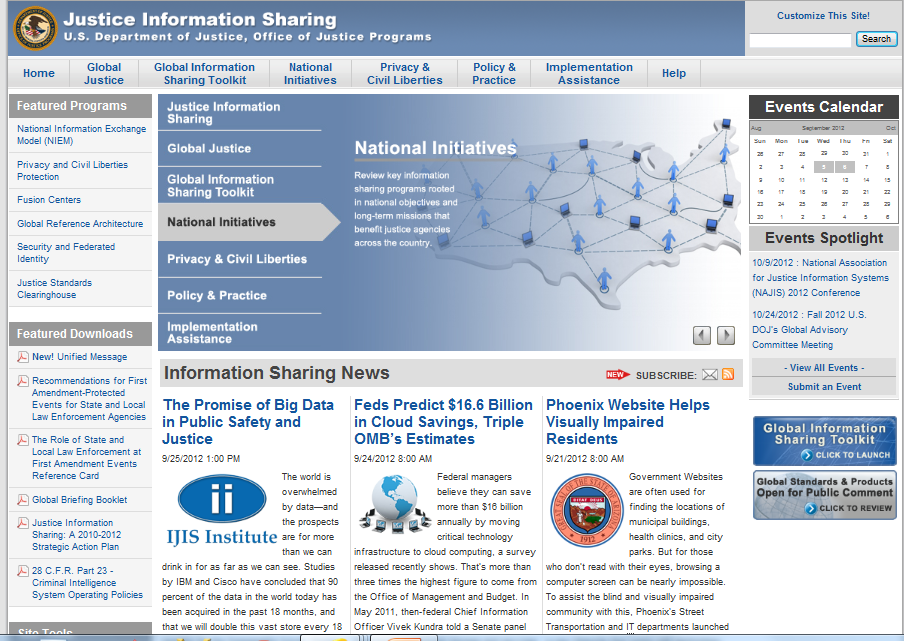 Justice Information Sharing
U.S. Department of Justice, Office of Justice Programs
Customize This Site!
Search
Home
Global
Justice
Global Information
Sharing Toolkit
National
Initiatives
Privacy &
Civil Liberties
Policy &
Practice
Implementation
Assistance
Help
Featured Programs
National Information Exchange
Model (NIEM)
Privacy and Civil Liberties
Protection
Fusion Centers
Global Reference Architecture
Security and Federated
Identity
Justice Standards
Clearinghouse
Featured Downloads
New! Unified Message
Recommendations for First
Amendment-Protected
Events for State and Local
Law Enforcement Agencies
The Role of State and
Local Law Enforcement at
First Amendment Events
Reference Card
Global Briefing Booklet
Justice Information
Sharing: A 2010-2012
Strategic Action Plan
28 C.F.R. Part 23 -
Criminal Intelligence
System Operating Policies
Site Tools
Justice Information
Sharing
Global Justice
Global Information
Sharing Toolkit
National Initiatives
Privacy & Civil Liberties
Policy & Practice
Implementation
Assistance
National Initiatives
Review key information
sharing programs rooted
in national objectives and
long-term missions that
benefit justice agencies
across the country.
Information Sharing News
NEW SUBSCRIBE:
The Promise of Big Data
in Public Safety and
Justice
9/25/2012 1:00 PM
IJIS Institute
The world is
overwhelmed
by data—and
the prospects
are for more
than we can
drink in for as far as we can see. Studies
by IBM and Cisco have concluded that 90
percent of the data in the world today has
been acquired in the past 18 months, and
that we will double this vast store every 18
Feds Predict $16.6 Billion
in Cloud Savings, Triple
OMB's Estimates
9/24/2012 8:00 AM
Federal managers
believe they can save
more than $16 billion
annually by moving
critical technology
infrastructure to cloud computing, a survey
released recently shows. That's more than
three times the highest figure to come from
the Office of Management and Budget. In
May 2011, then-federal Chief Information
Officer Vivek Kundra told a Senate panel
Phoenix Website Helps
Visually Impaired
Residents
9/21/2012 8:00 AM
Government Websites
are often used for
finding the locations of
municipal buildings,
health clinics, and city
parks. But for those
who don't read with their eyes, browsing a
computer screen can be nearly impossible.
To assist the blind and visually impaired
community with this, Phoenix's Street
Transportation and IT departments launched
Events Calendar
Aug September 2012 Oct
Sun Mon Tue Wed Thu Fri Sat
26 27 28 29 30 31 1
2 3 4 5 6 7 8
9 10 11 12 13 14 15
16 17 18 19 20 21 22
23 24 25 26 27 28 29
30 1 2 3 4 5 6
Events Spotlight
10/9/2012 : National Association
for Justice Information Systems
(NAJIS) 2012 Conference
10/24/2012 : Fall 2012 U.S.
DOJ's Global Advisory
Committee Meeting
- View All Events -
Submit an Event
Global Information
Sharing Toolkit
CLICK TO LAUNCH
Global Standards & Products
Open for Public Comment
CLICK TO REVIEW